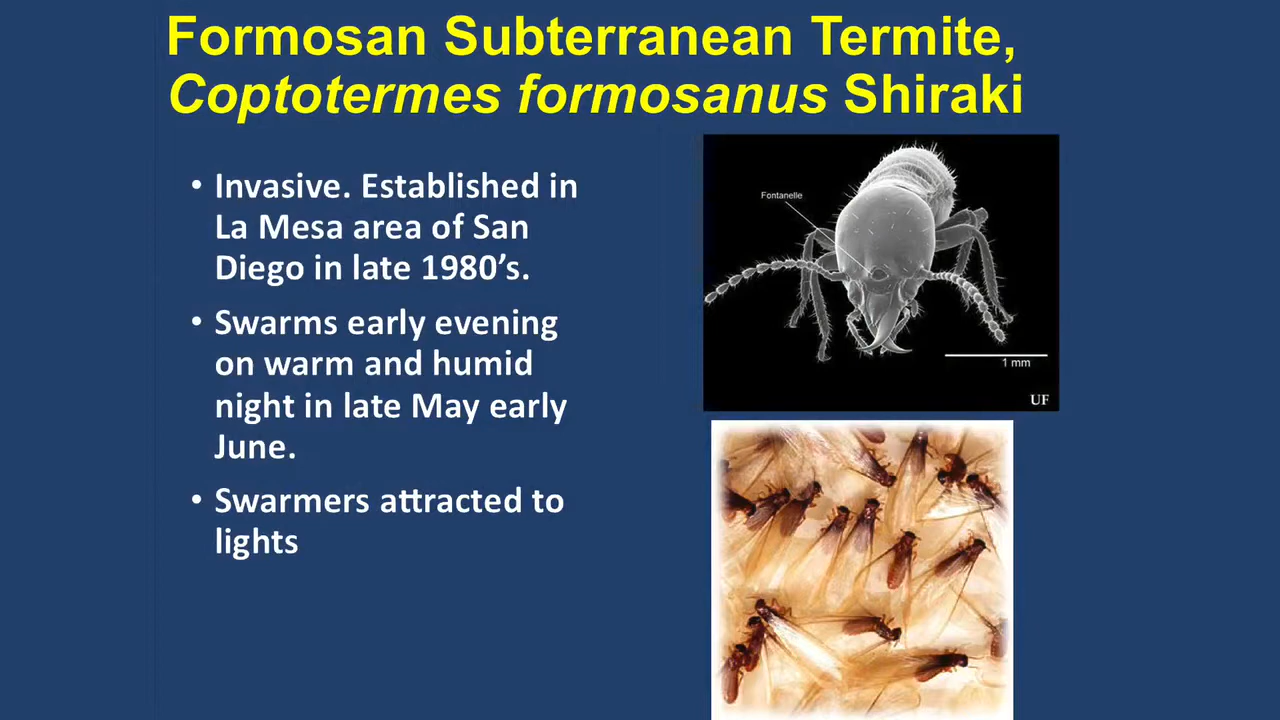 Formosan Subterranean Termite,
Coptotermes formosanus Shiraki
• Invasive. Established in
La Mesa area of San
Diego in late 1980’s.
• Swarms early evening
on warm and humid
night in late May early
June.
• Swarmers attracted to
lights
Fontanelle
1 mm
UF